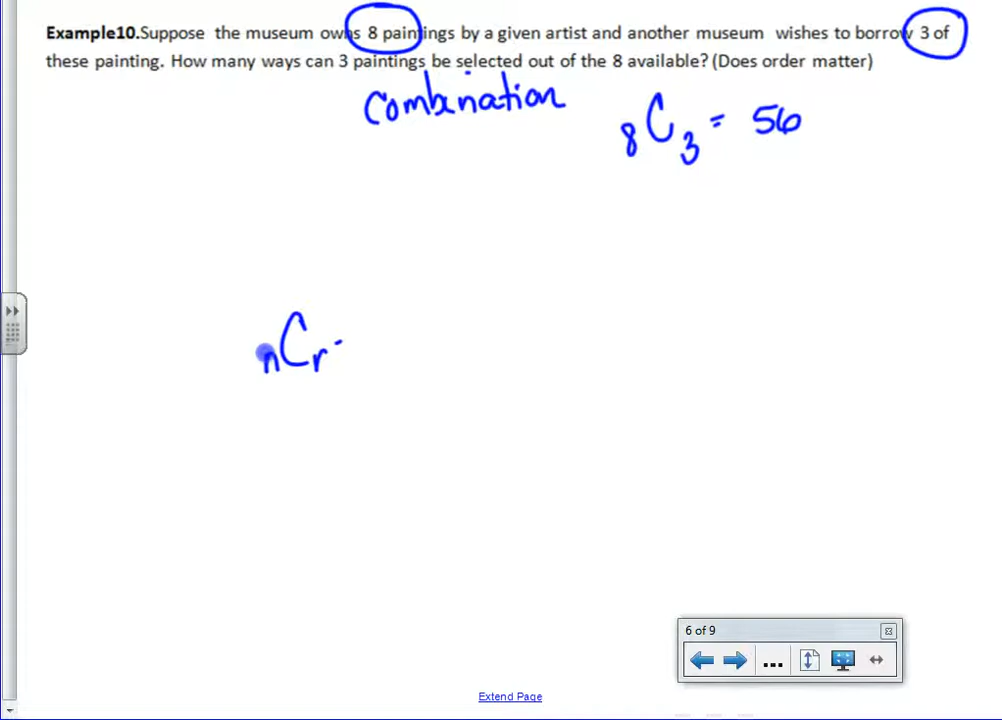 Example10.Suppose the museum owns 8 paintings by a given artist and another museum wishes to borrow 3 of
these painting. How many ways can 3 paintings be selected out of the 8 available? (Does order matter)
Combination
8C3 = 56
nCr -
6 of 9
...
Extend Page